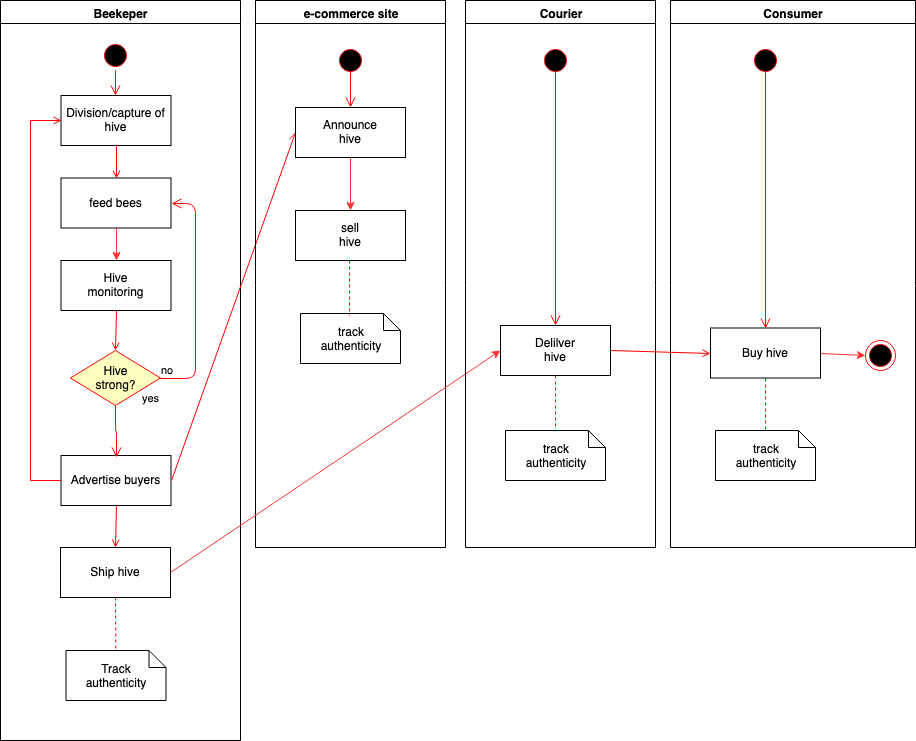 Beekeper
e-commerce site
Courier
Consumer
Division/capture of
hive
feed bees
Hive
monitoring
Hive
strong?
no
yes
Advertise buyers
Ship hive
Track
authenticity
Announce
hive
sell
hive
track
authenticity
Delilver
hive
track
authenticity
Buy hive
track
authenticity